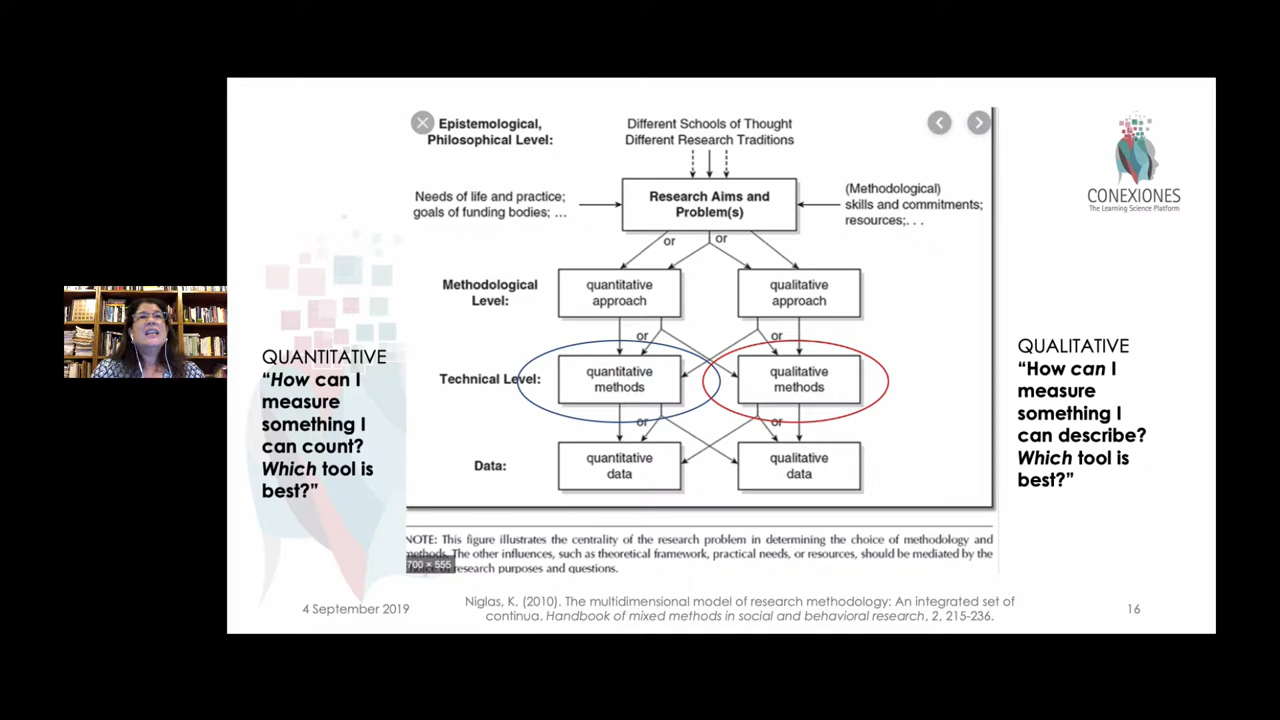 Epistemological,
Philosophical Level:
Different Schools of Thought
Different Research Traditions
Needs of life and practice;
goals of funding bodies; ...
Research Aims and
Problem(s)
(Methodological)
skills and commitments;
resources;. . .
or
or
Methodological
Level:
quantitative
approach
qualitative
approach
or
or
Technical Level:
quantitative
methods
qualitative
methods
or
or
Data:
quantitative
data
qualitative
data
NOTE: This figure illustrates the centrality of the research problem in determining the choice of methodology and
methods. The other influences, such as theoretical framework, practical needs, or resources, should be mediated by the
research purposes and questions.
700 × 555
QUANTITATIVE
“How can I
measure
something I
can count?
Which tool is
best?”
CONEXIONES
The Learning Science Platform
QUALITATIVE
“How can I
measure
something I
can describe?
Which tool is
best?”
4 September 2019
Niglas, K. (2010). The multidimensional model of research methodology: An integrated set of
continua. Handbook of mixed methods in social and behavioral research, 2, 215-236.
16